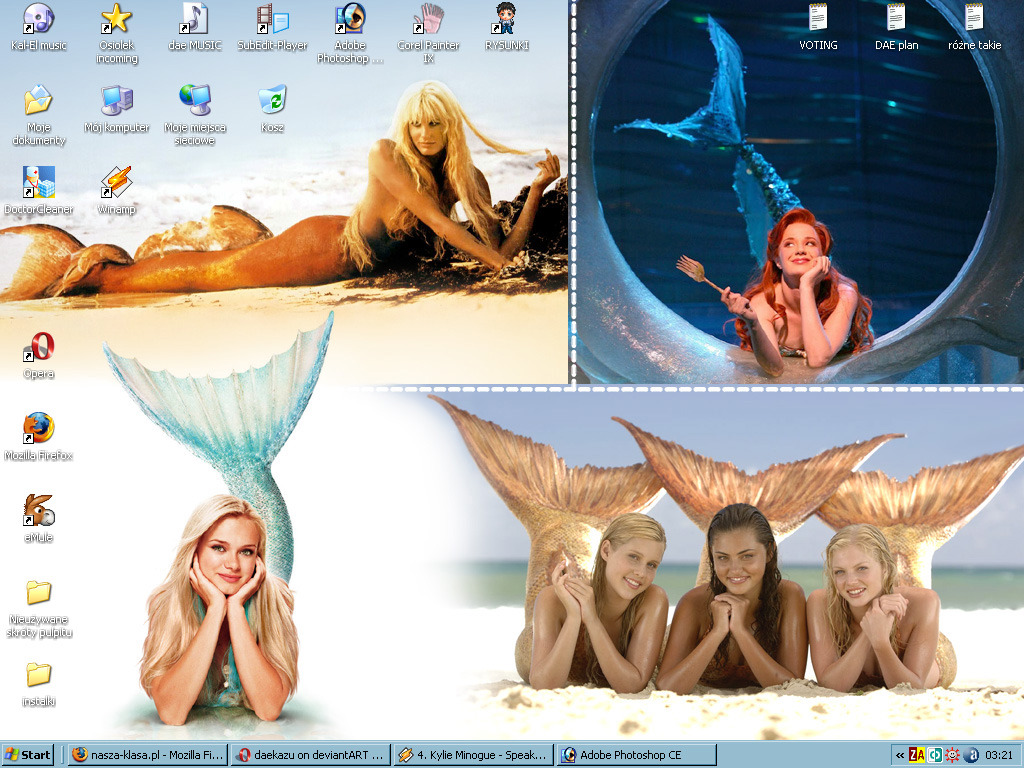 Kal-El music
Osiołek
incoming
dae MUSIC
SubEdit-Player
Adobe
Photoshop ...
Corel Painter
IX
RYSUNKI
VOTING
DAE plan
różne takie
Moje
dokumenty
Mój komputer
Moje miejsca
sieciowe
Kosz
DoctorCleaner
Winamp
Opera
Mozilla Firefox
eMule
Nieużywane
skróty pulpitu
instalki
Start
nasza-klasa.pl - Mozilla Fi...
daekazu on deviantART ...
4. Kylie Minogue - Speak...
Adobe Photoshop CE
«
ZA
a
03:21